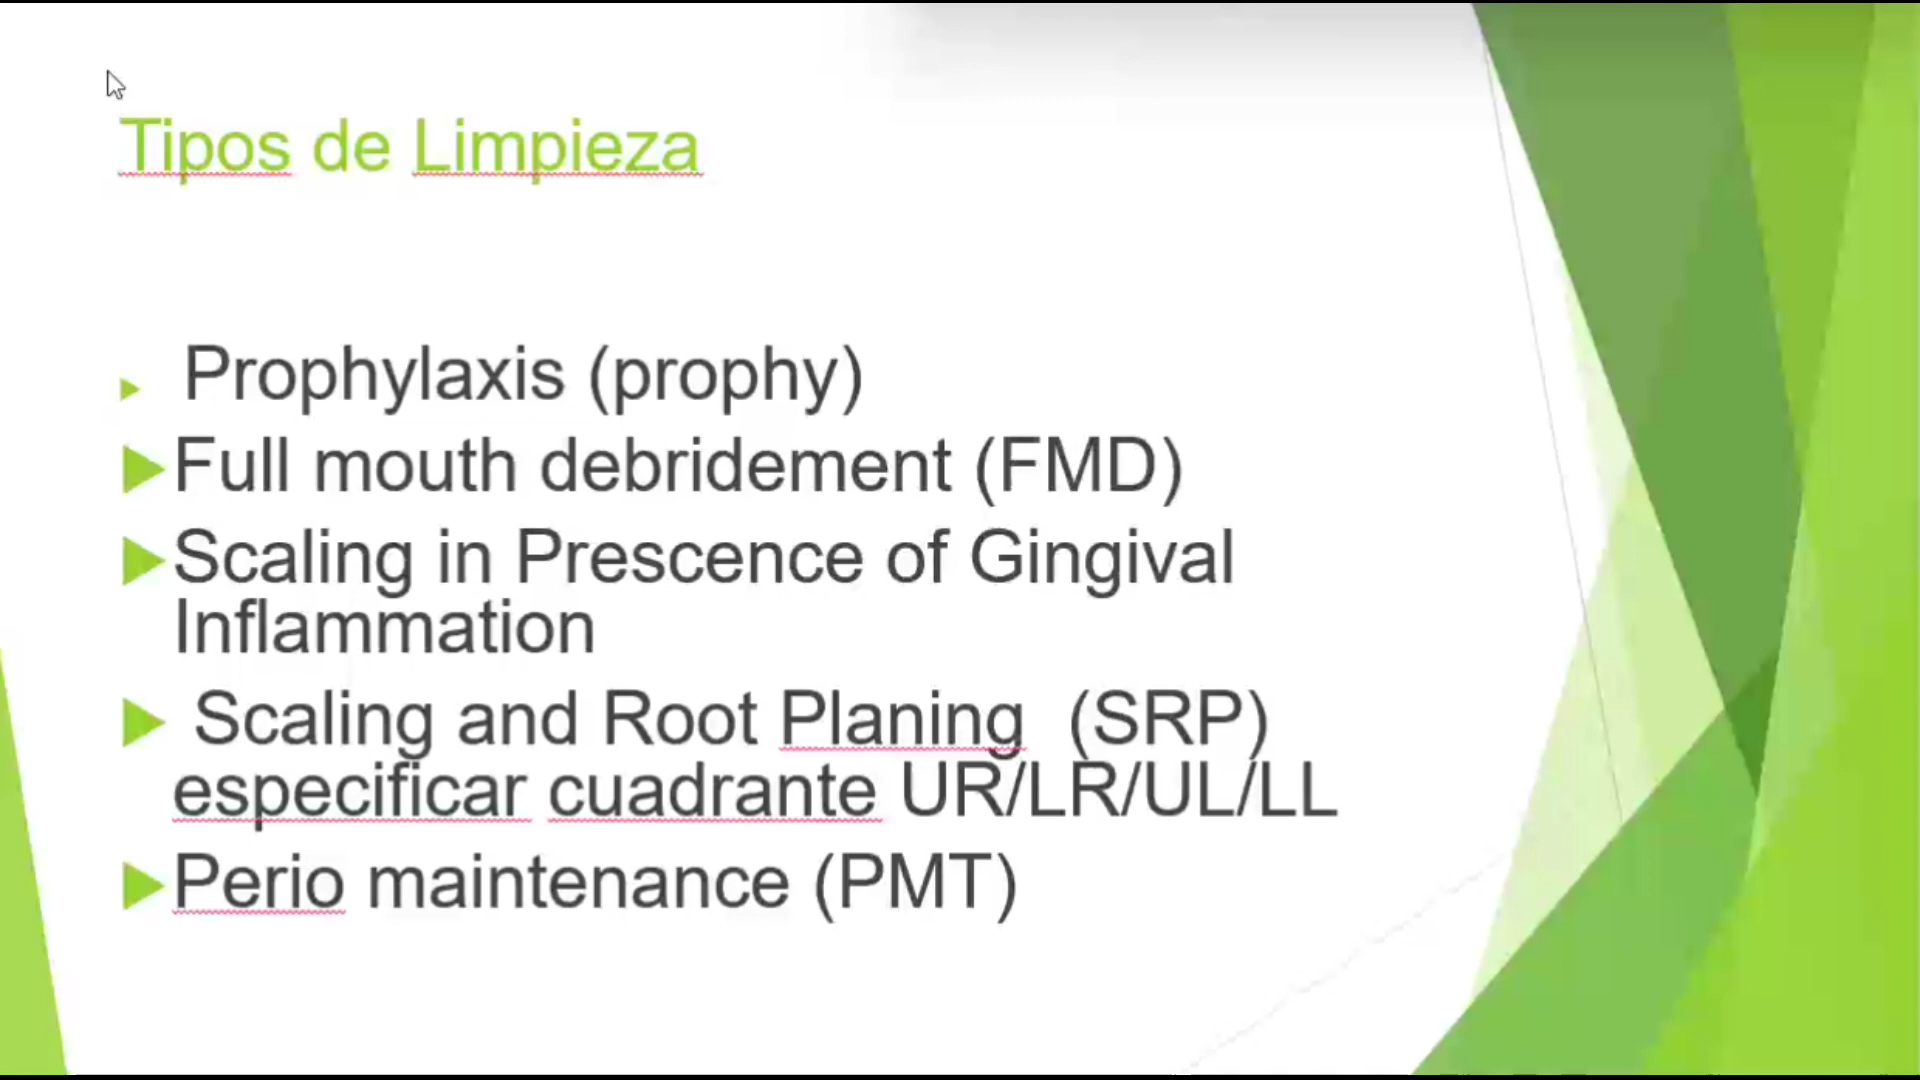 Tipos de Limpieza
Prophylaxis (prophy)
Full mouth debridement (FMD)
Scaling in Prescence of Gingival
Inflammation
Scaling and Root Planing (SRP)
especificar cuadrante UR/LR/UL/LL
Perio maintenance (PMT)